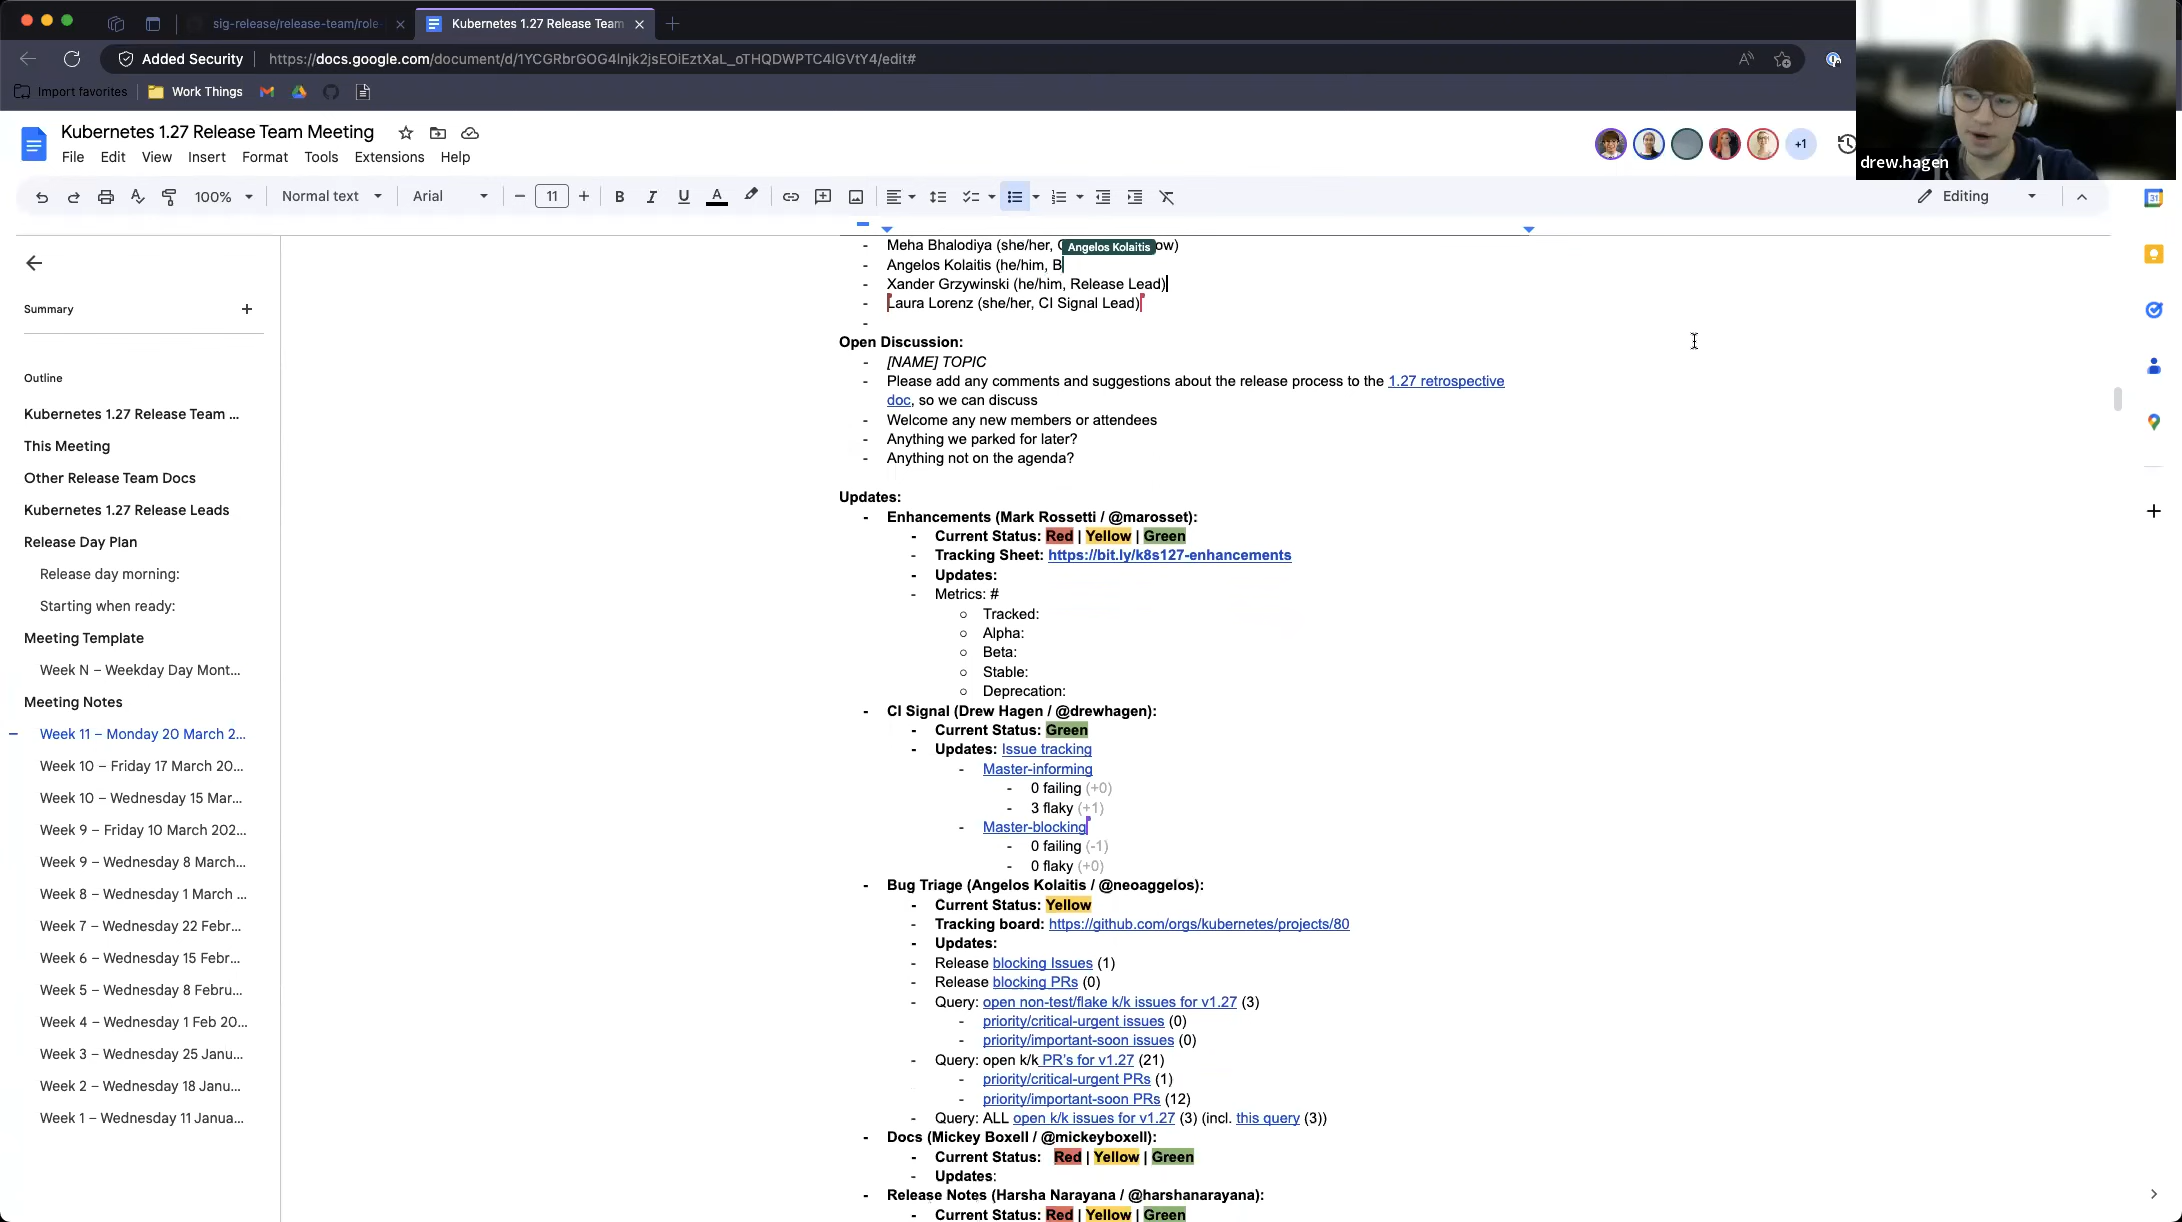 sig-release/release-team/role
Kubernetes 1.27 Release Team
Added Security
https://docs.google.com/document/d/1YCGRbrGOG4lnjk2jsEOiEztXaL_oTHQDWPTC4lGVtY4/edit#
Import favorites
Work Things
drew.hagen
Kubernetes 1.27 Release Team Meeting
File Edit View Insert Format Tools Extensions Help
+1
100% Normal text Arial 11 B I U A Editing
31
Summary
Outline
Kubernetes 1.27 Release Team ...
This Meeting
Other Release Team Docs
Kubernetes 1.27 Release Leads
Release Day Plan
Release day morning:
Starting when ready:
Meeting Template
Week N – Weekday Day Mont...
Meeting Notes
Week 11 – Monday 20 March 2...
Week 10 – Friday 17 March 20...
Week 10 – Wednesday 15 Mar...
Week 9 – Friday 10 March 202...
Week 9 – Wednesday 8 March...
Week 8 – Wednesday 1 March ...
Week 7 – Wednesday 22 Febr...
Week 6 – Wednesday 15 Febr...
Week 5 – Wednesday 8 Februa...
Week 4 – Wednesday 1 Feb 20...
Week 3 – Wednesday 25 Janu...
Week 2 – Wednesday 18 Janu...
Week 1 – Wednesday 11 Janua...
- Meha Bhalodiya (she/her, ow)
Angelos Kolaitis
- Angelos Kolaitis (he/him, B
- Xander Grzywinski (he/him, Release Lead)
- Laura Lorenz (she/her, CI Signal Lead)
-
Open Discussion:
- [NAME] TOPIC
- Please add any comments and suggestions about the release process to the 1.27 retrospective
doc, so we can discuss
- Welcome any new members or attendees
- Anything we parked for later?
- Anything not on the agenda?
Updates:
- Enhancements (Mark Rossetti / @marosset):
- Current Status: Red | Yellow | Green
- Tracking Sheet: https://bit.ly/k8s127-enhancements
- Updates:
- Metrics: #
○ Tracked:
○ Alpha:
○ Beta:
○ Stable:
○ Deprecation:
- CI Signal (Drew Hagen / @drewhagen):
- Current Status: Green
- Updates: Issue tracking
- Master-informing
- 0 failing (+0)
- 3 flaky (+1)
- Master-blocking
- 0 failing (-1)
- 0 flaky (+0)
- Bug Triage (Angelos Kolaitis / @neoaggelos):
- Current Status: Yellow
- Tracking board: https://github.com/orgs/kubernetes/projects/80
- Updates:
- Release blocking Issues (1)
- Release blocking PRs (0)
- Query: open non-test/flake k/k issues for v1.27 (3)
- priority/critical-urgent issues (0)
- priority/important-soon issues (0)
- Query: open k/k PR's for v1.27 (21)
- priority/critical-urgent PRs (1)
- priority/important-soon PRs (12)
- Query: ALL open k/k issues for v1.27 (3) (incl. this query (3))
- Docs (Mickey Boxell / @mickeyboxell):
- Current Status: Red | Yellow | Green
- Updates:
- Release Notes (Harsha Narayana / @harshanarayana):
- Current Status: Red | Yellow | Green